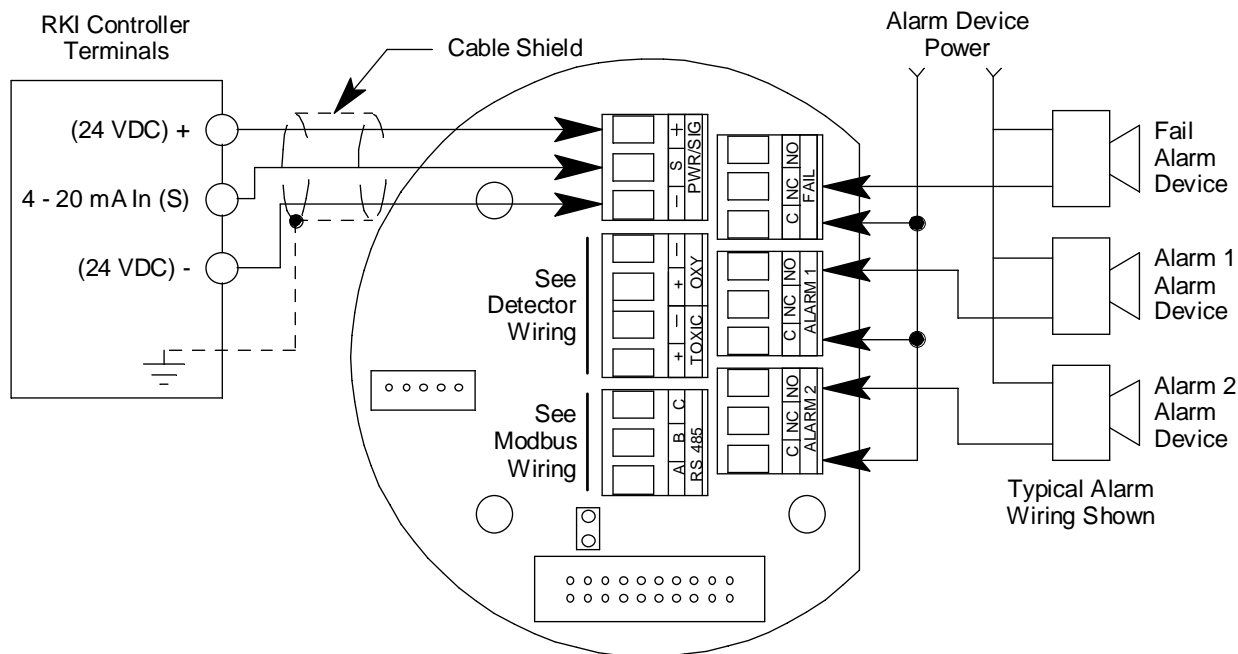 RKI Controller
Terminals
Cable Shield
Alarm Device
Power
(24 VDC) +
4 - 20 mA In (S)
(24 VDC) -
+
S
−
PWR/SIG
NO
NC
C
FAIL
See
Detector
Wiring
−
+
OXY
−
+
TOXIC
NO
NC
C
ALARM 1
See
Modbus
Wiring
C
B
A
RS 485
NO
NC
C
ALARM 2
Fail
Alarm
Device
Alarm 1
Alarm
Device
Alarm 2
Alarm
Device
Typical Alarm
Wiring Shown